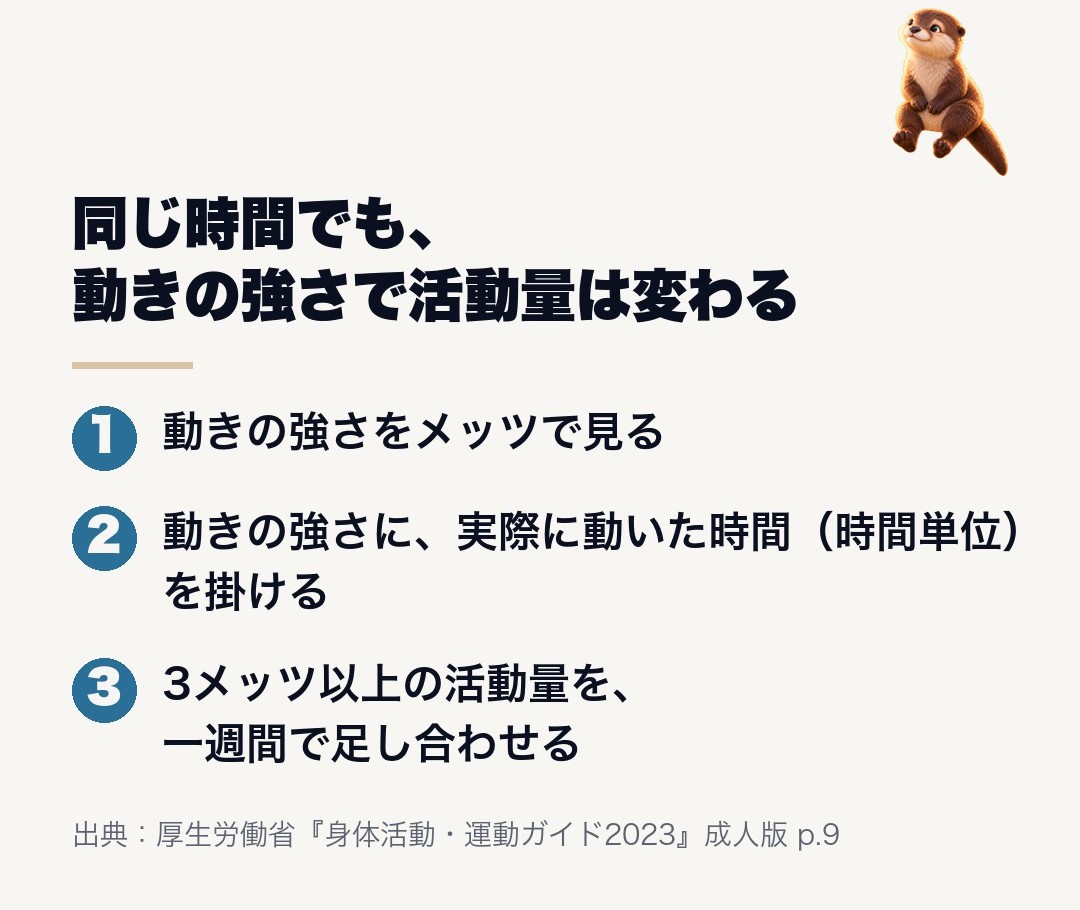 同じ時間でも、
動きの強さで活動量は変わる
1 動きの強さをメッツで見る
2 動きの強さに、実際に動いた時間（時間単位）
を掛ける
3 3メッツ以上の活動量を、
一週間で足し合わせる
出典：厚生労働省『身体活動・運動ガイド2023』成人版 p.9